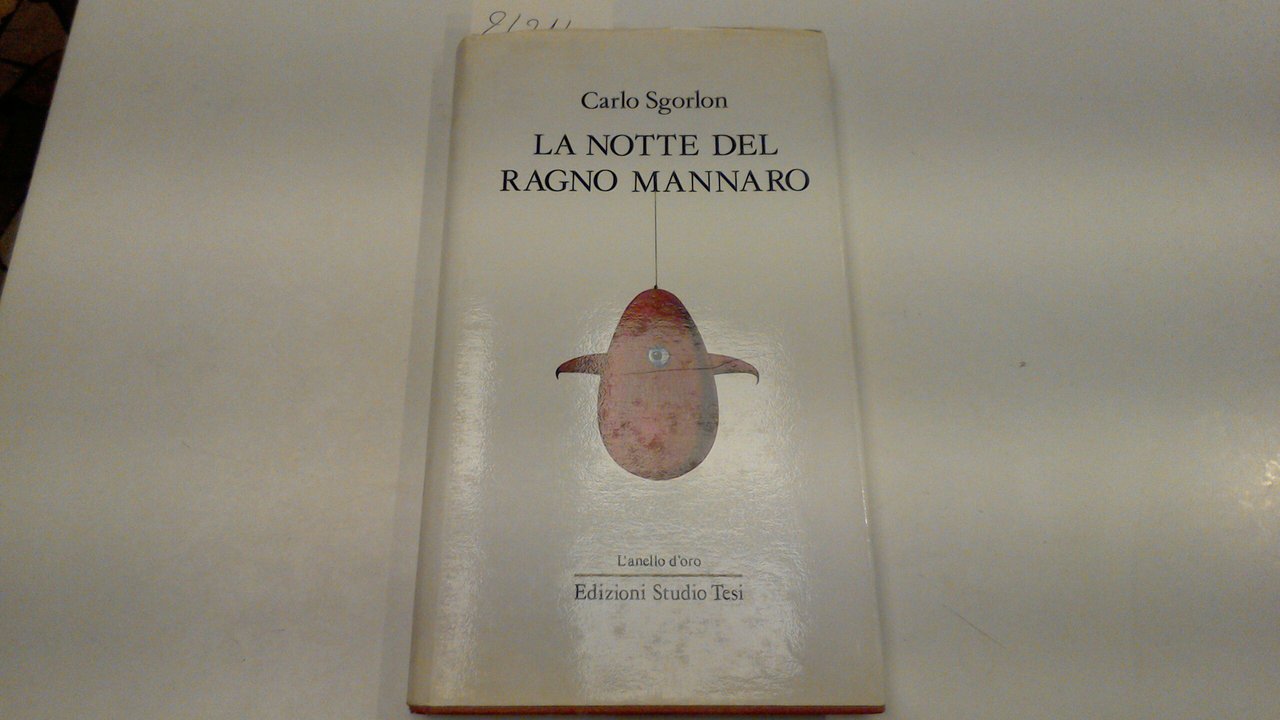 Carlo Sgorlon
LA NOTTE DEL
RAGNO MANNARO
L'anello d'oro
Edizioni Studio Tesi